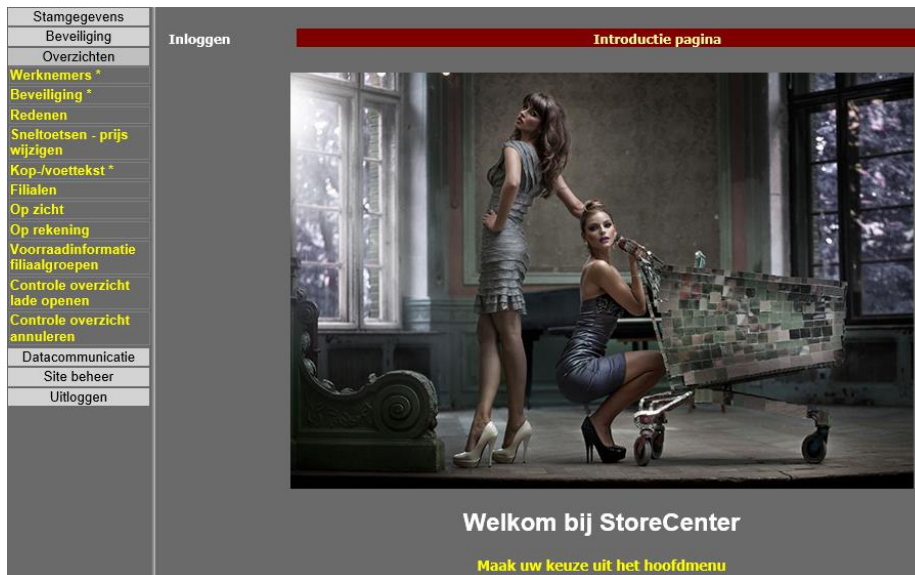 Stamgegevens
Beveiliging
Overzichten
Werknemers *
Beveiliging *
Redenen
Sneltoetsen - prijs
wijzigen
Kop-/voettekst *
Filialen
Op zicht
Op rekening
Voorraadinformatie
filiaalgroepen
Controle overzicht
lade openen
Controle overzicht
annuleren
Datacommunicatie
Site beheer
Uitloggen
Inloggen
Introductie pagina
Welkom bij StoreCenter
Maak uw keuze uit het hoofdmenu